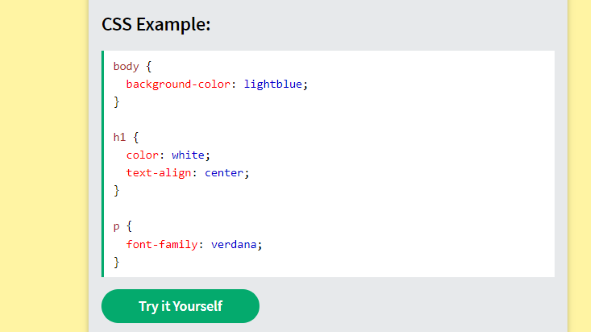 CSS Example:
body {
  background-color: lightblue;
}

h1 {
  color: white;
  text-align: center;
}

p {
  font-family: verdana;
}
Try it Yourself